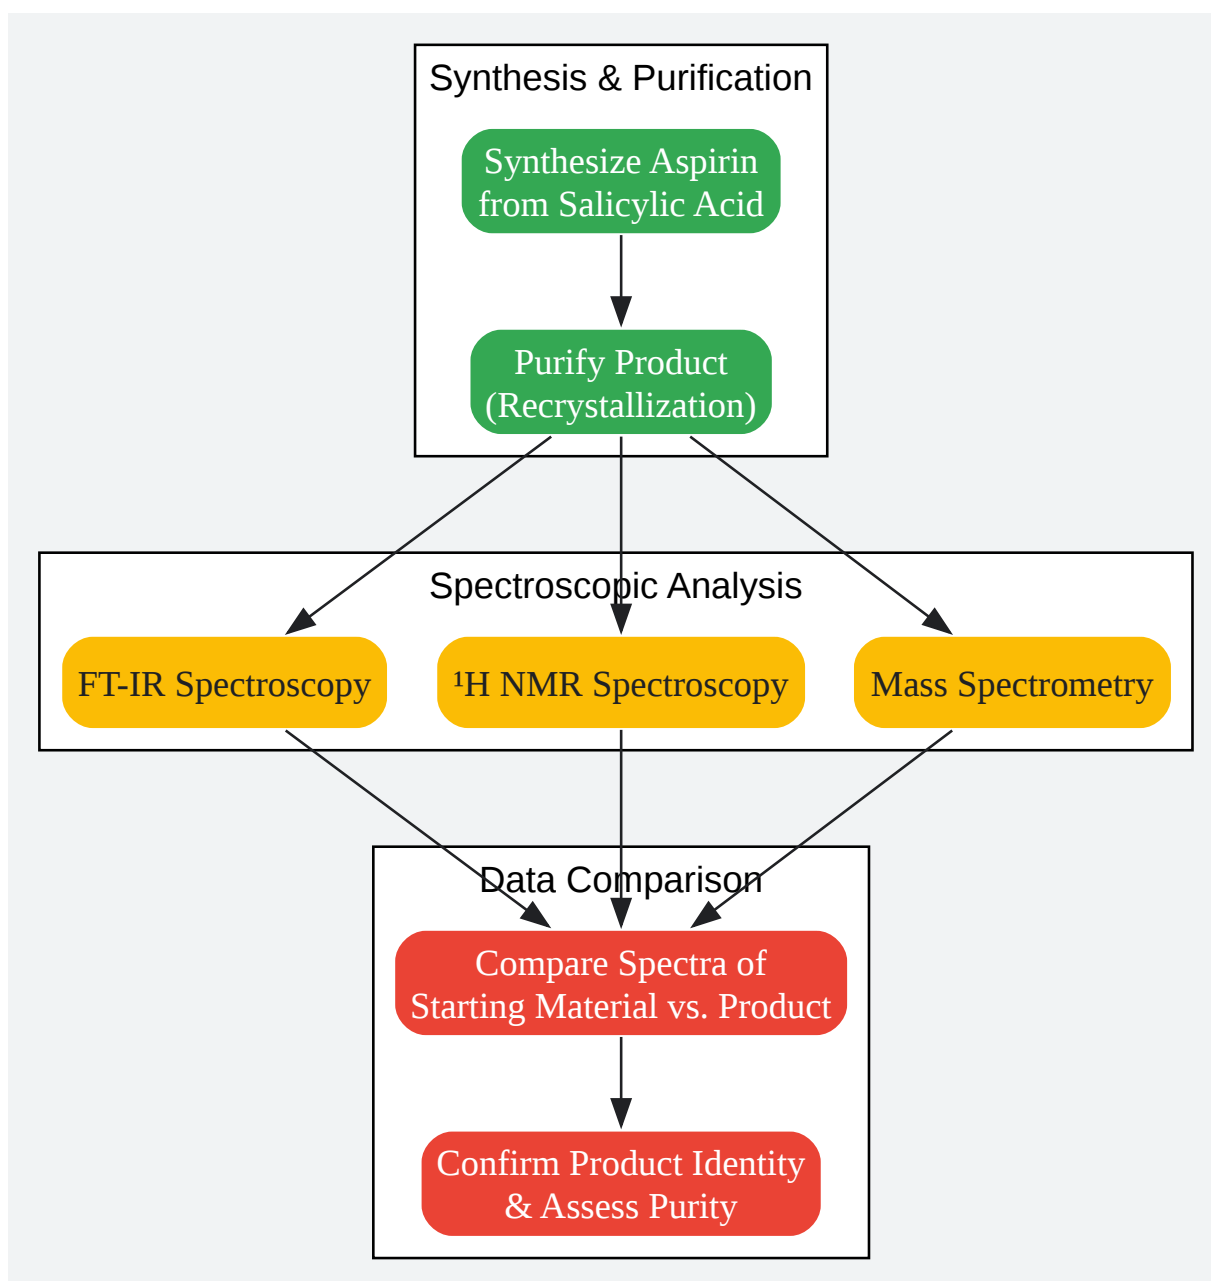 Synthesis & Purification
Synthesize Aspirin
from Salicylic Acid
Purify Product
(Recrystallization)
Spectroscopic Analysis
FT-IR Spectroscopy
¹H NMR Spectroscopy
Mass Spectrometry
Data Comparison
Compare Spectra of
Starting Material vs. Product
Confirm Product Identity
& Assess Purity